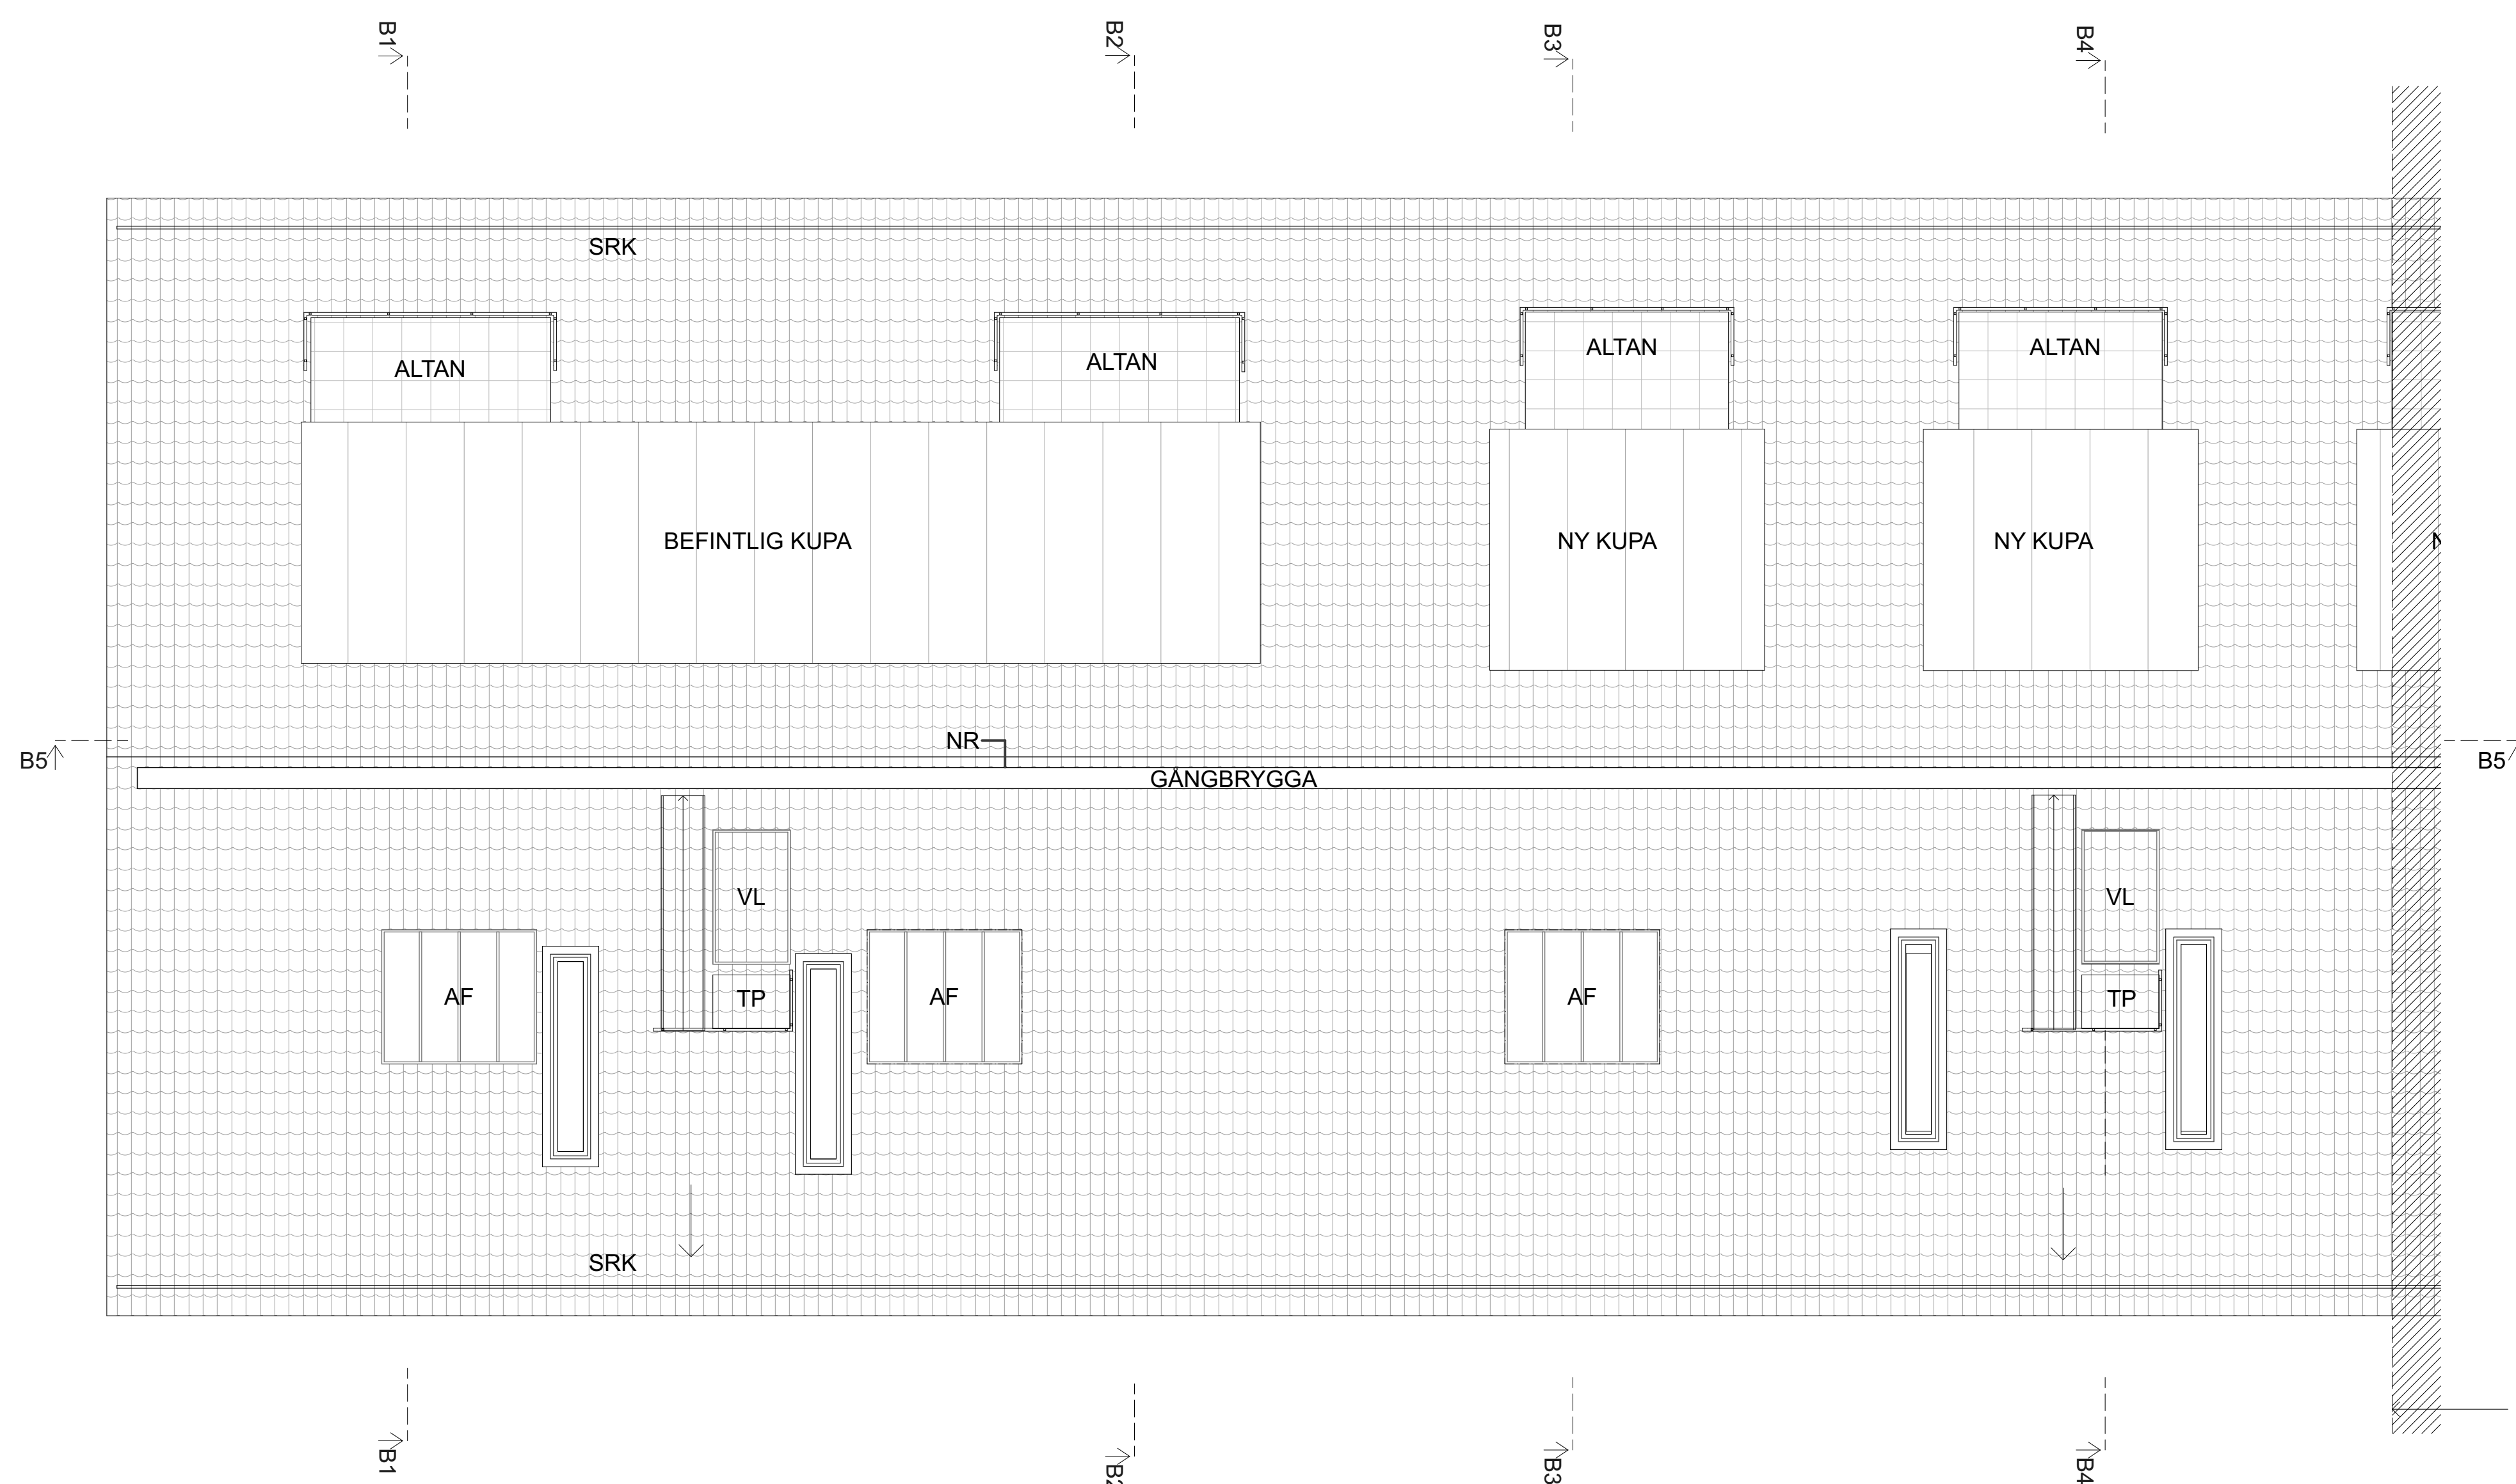 B1
B2
B3
B4
SRK
ALTAN
ALTAN
ALTAN
ALTAN
BEFINTLIG KUPA
NY KUPA
NY KUPA
NR
B5
B5
GÅNGBRYGGA
VL
VL
AF
TP
AF
AF
TP
SRK
B1
B2
B3
B4